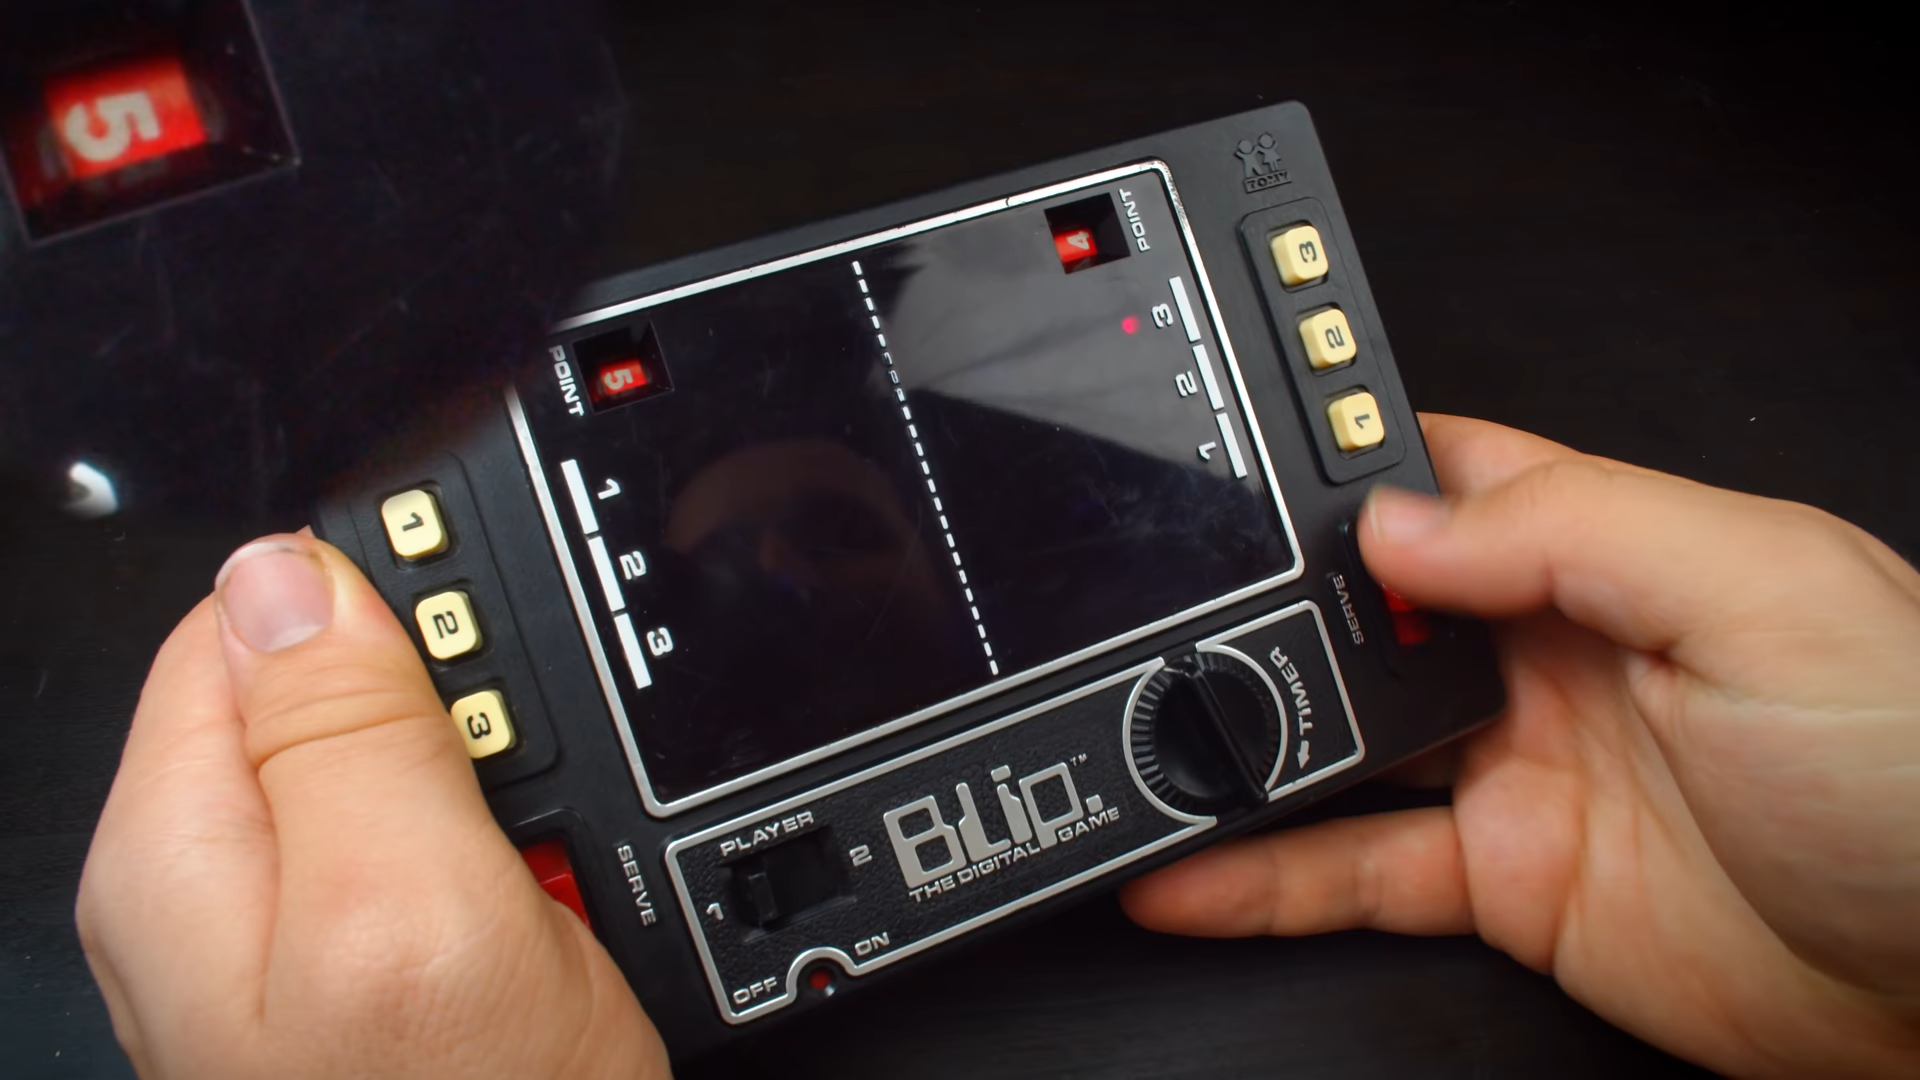 5
TOMY
POINT
4
3
2
1
3
2
1
POINT
5
1
2
3
1
2
3
SERVE
SERVE
TIMER
PLAYER
1
2
BLip.™
THE DIGITAL GAME
OFF
ON